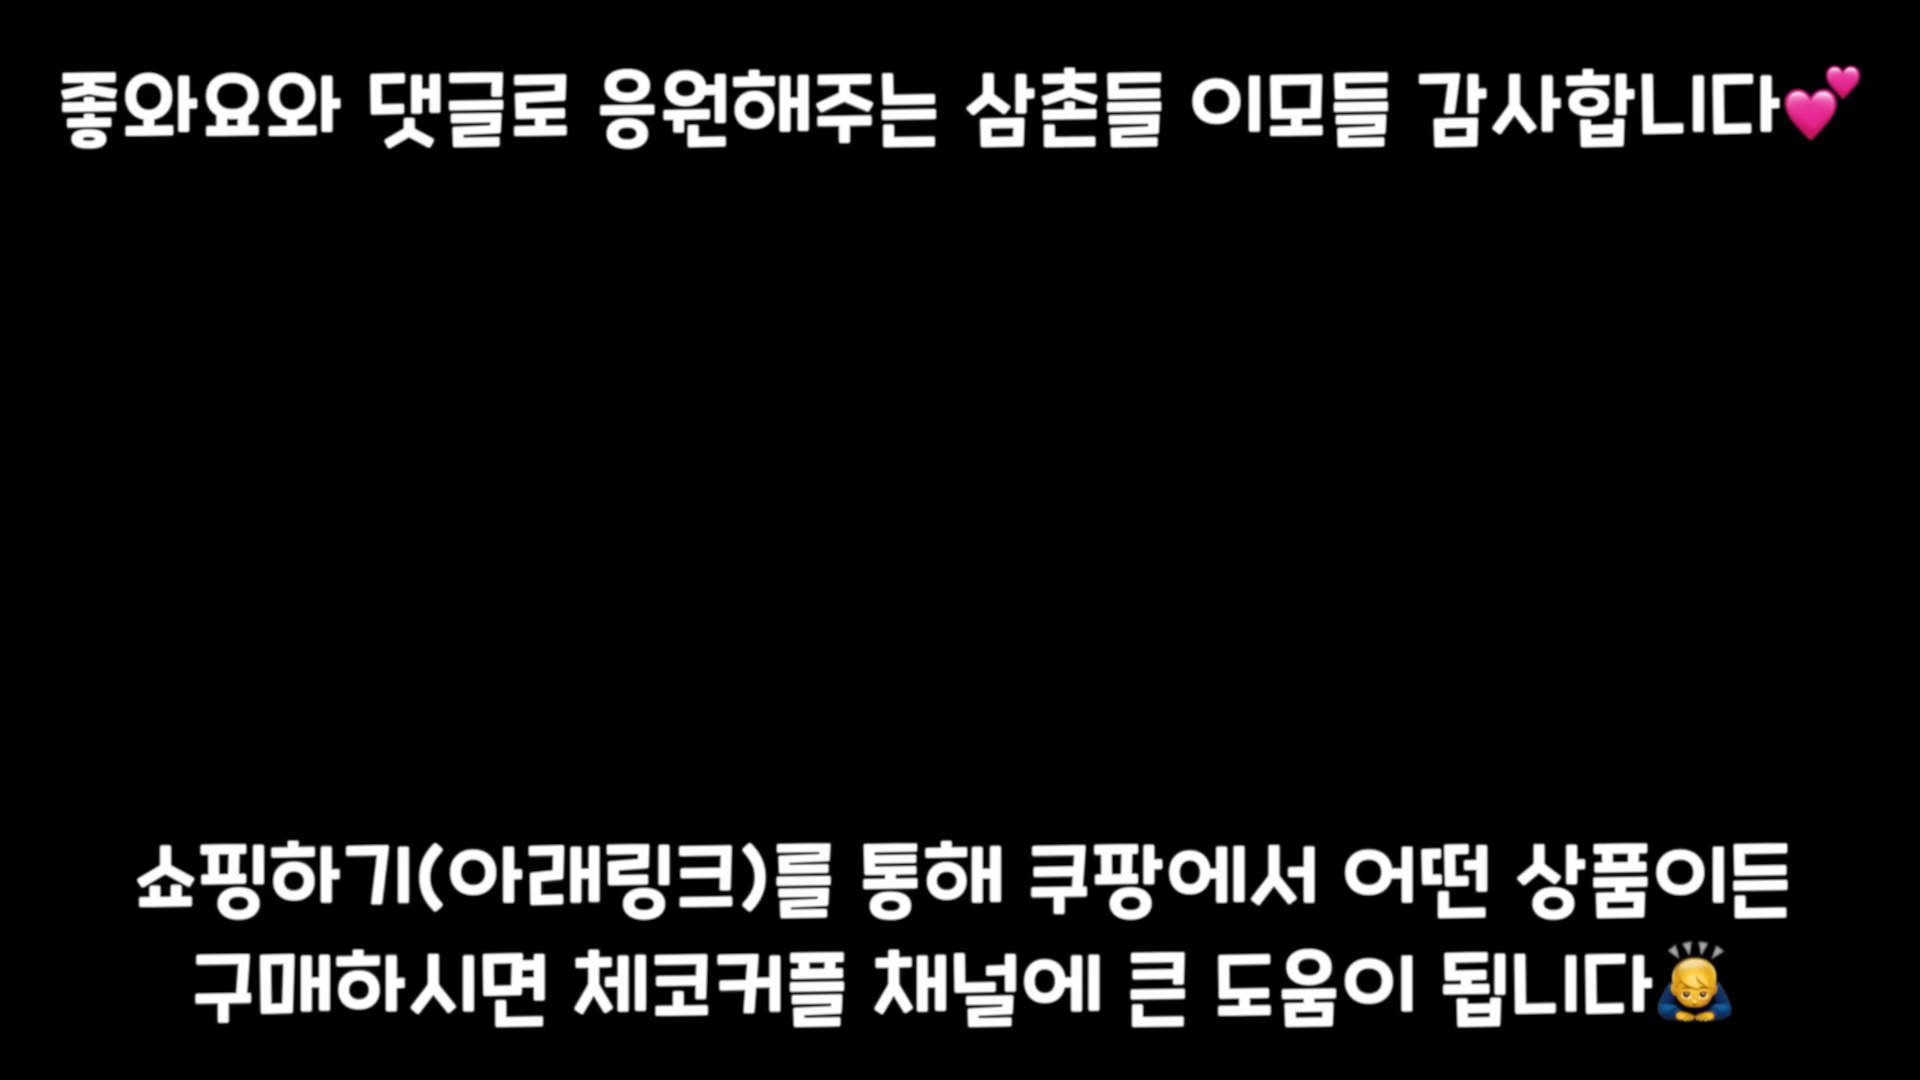 좋와요와 댓글로 응원해주는 삼촌들 이모들 감사합니다💕
쇼핑하기(아래링크)를 통해 쿠팡에서 어떤 상품이든
구매하시면 체코커플 채널에 큰 도움이 됩니다🙇